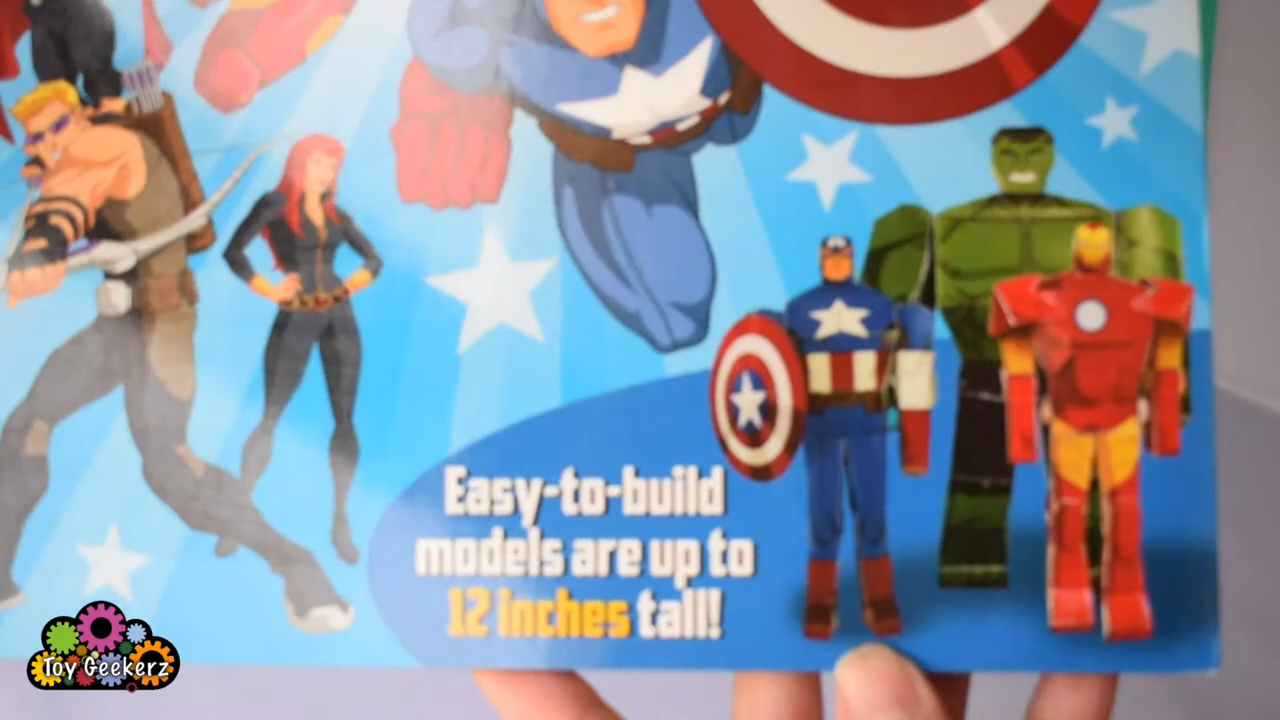 Easy-to-build
models are up to
12 inches tall!
Toy Geekerz